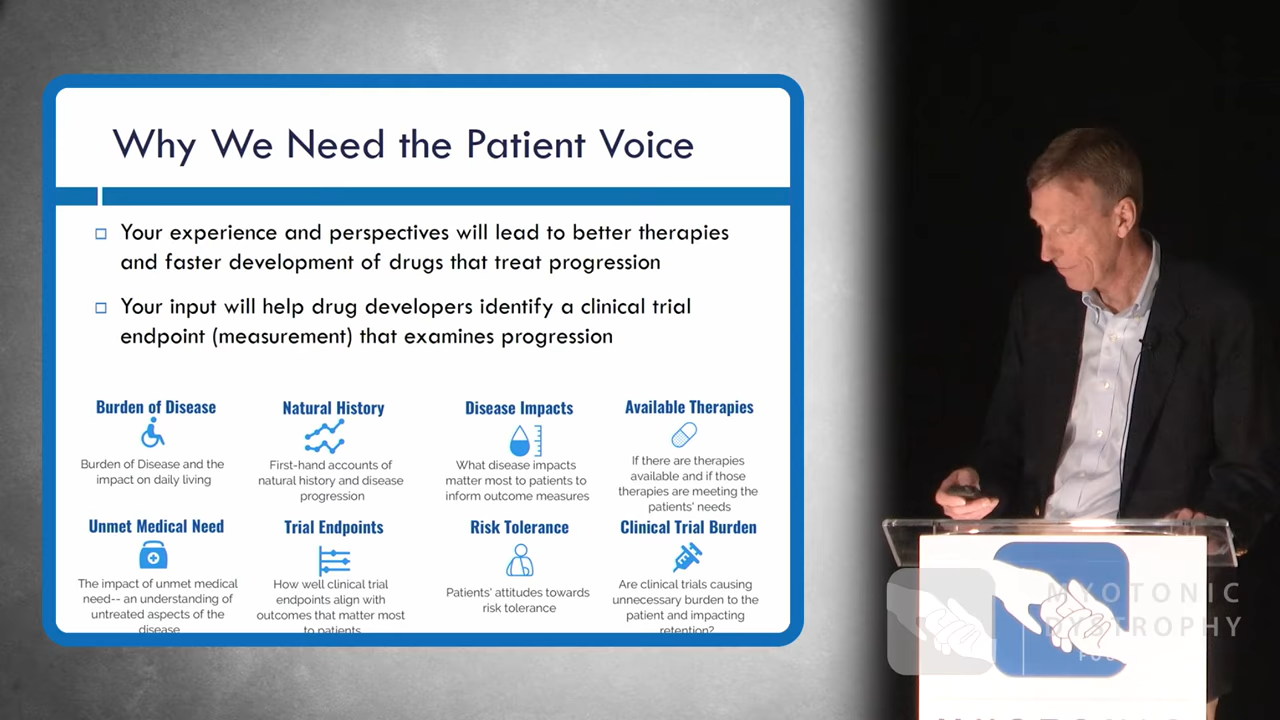 Why We Need the Patient Voice
Your experience and perspectives will lead to better therapies
and faster development of drugs that treat progression
Your input will help drug developers identify a clinical trial
endpoint (measurement) that examines progression
Burden of Disease
Burden of Disease and the
impact on daily living
Natural History
First-hand accounts of
natural history and disease
progression
Disease Impacts
What disease impacts
matter most to patients to
inform outcome measures
Available Therapies
If there are therapies
available and if those
therapies are meeting the
patients' needs
Unmet Medical Need
The impact of unmet medical
need-- an understanding of
untreated aspects of the
disease
Trial Endpoints
How well clinical trial
endpoints align with
outcomes that matter most
to patients
Risk Tolerance
Patients' attitudes towards
risk tolerance
Clinical Trial Burden
Are clinical trials causing
unnecessary burden to the
patient and impacting
retention?
MYOTONIC
DYSTROPHY